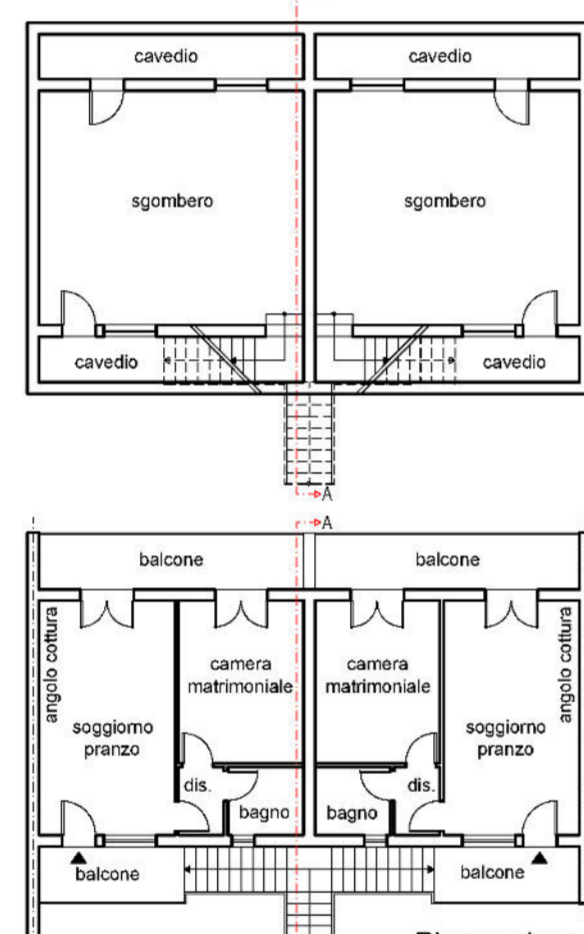 cavedio
cavedio
sgombero
sgombero
cavedio
cavedio
A
A
balcone
balcone
angolo cottura
camera
matrimoniale
camera
matrimoniale
angolo cottura
soggiorno
pranzo
soggiorno
pranzo
dis.
dis.
bagno
bagno
balcone
balcone